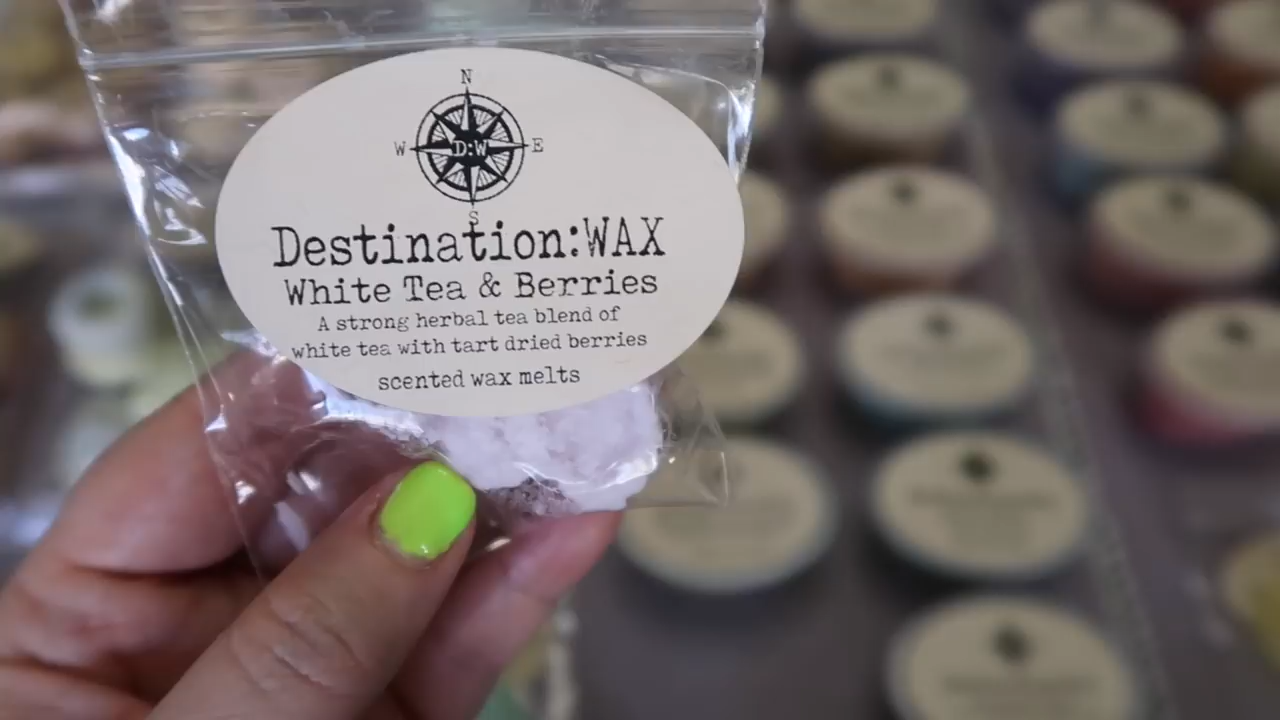 N
W D:W E
S
Destination:WAX
White Tea & Berries
A strong herbal tea blend of
white tea with tart dried berries
scented wax melts